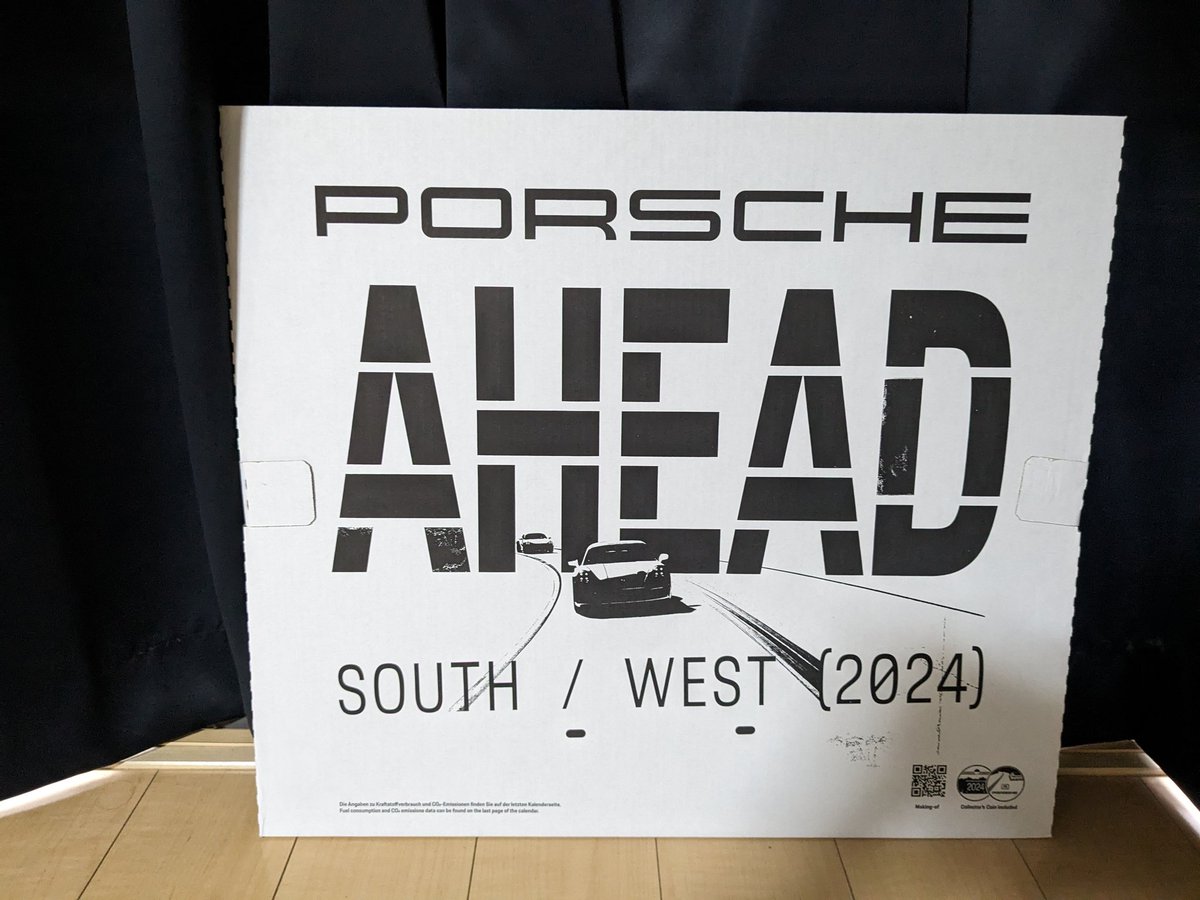 PORSCHE
AHEAD
SOUTH / WEST (2024)
Die Angaben zu Kraftstoffverbrauch und CO₂-Emissionen finden Sie auf der letzten Kalenderseite.
Fuel consumption and CO₂ emissions data can be found on the last page of the calendar.
2024
Making-of
Collector's Coin included